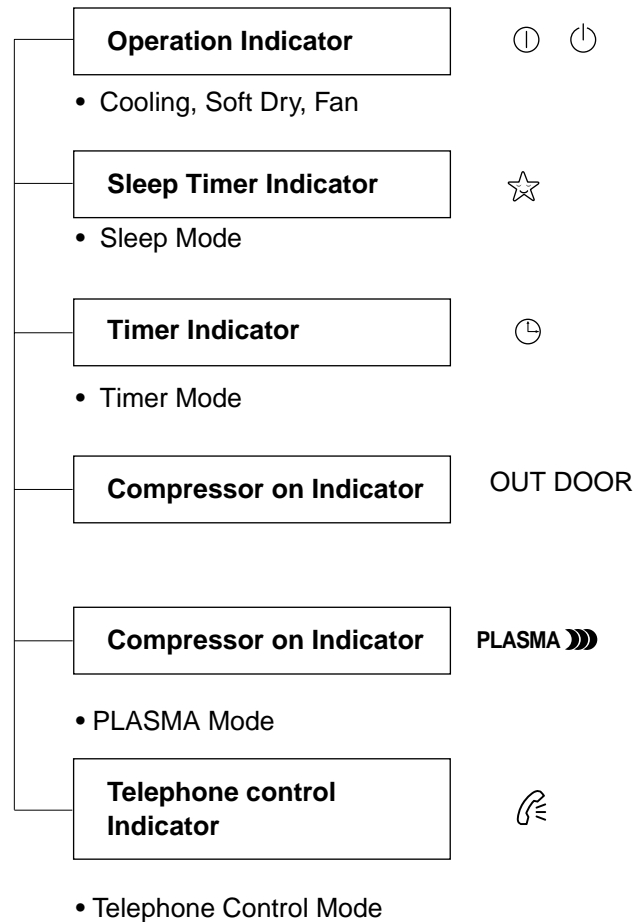 Operation Indicator
• Cooling, Soft Dry, Fan
Sleep Timer Indicator
• Sleep Mode
Timer Indicator
• Timer Mode
Compressor on Indicator OUT DOOR
Compressor on Indicator PLASMA
• PLASMA Mode
Telephone control
Indicator
• Telephone Control Mode